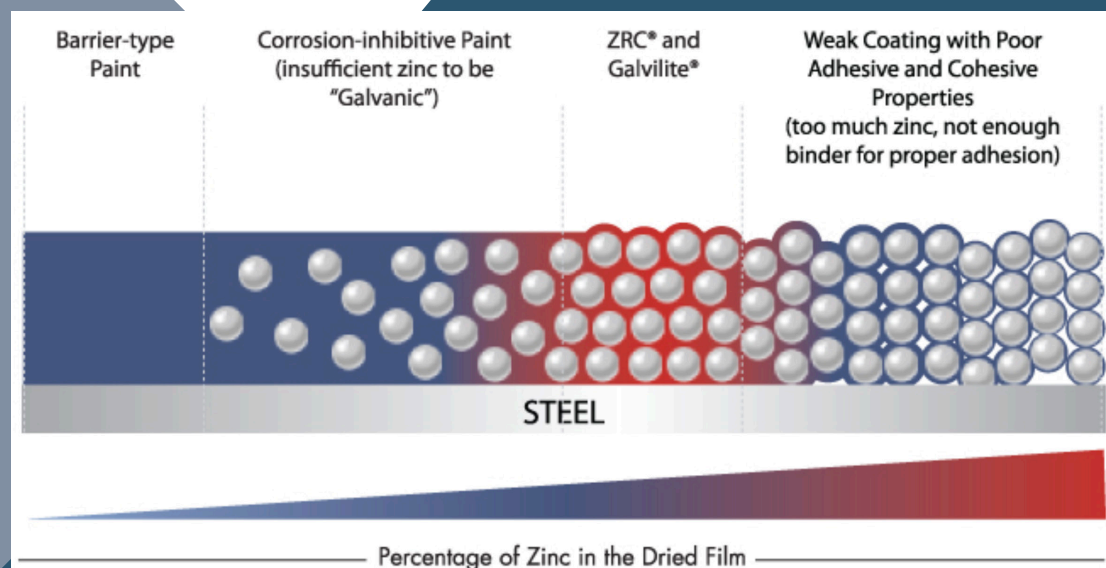 Barrier-type
Paint
Corrosion-inhibitive Paint
(insufficient zinc to be
“Galvanic”)
ZRC® and
Galvilite®
Weak Coating with Poor
Adhesive and Cohesive
Properties
(too much zinc, not enough
binder for proper adhesion)
STEEL
Percentage of Zinc in the Dried Film